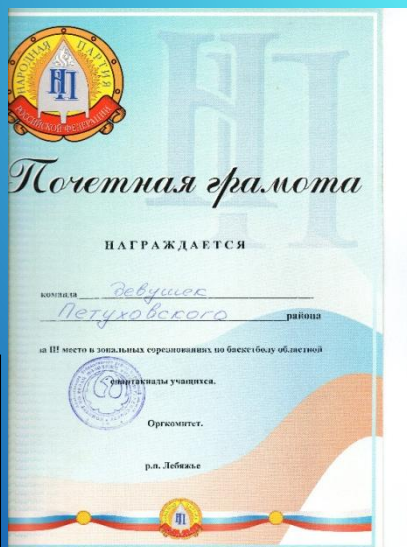 НАРОДНАЯ ПАРТИЯ
РОССИЙСКОЙ ФЕДЕРАЦИИ
НП
Почетная грамота
НАГРАЖДАЕТСЯ
команда девушек
Петуховского района
за III место в зональных соревнованиях по баскетболу областной
спартакиады учащихся.
Оргкомитет.
р.п. Лебяжье